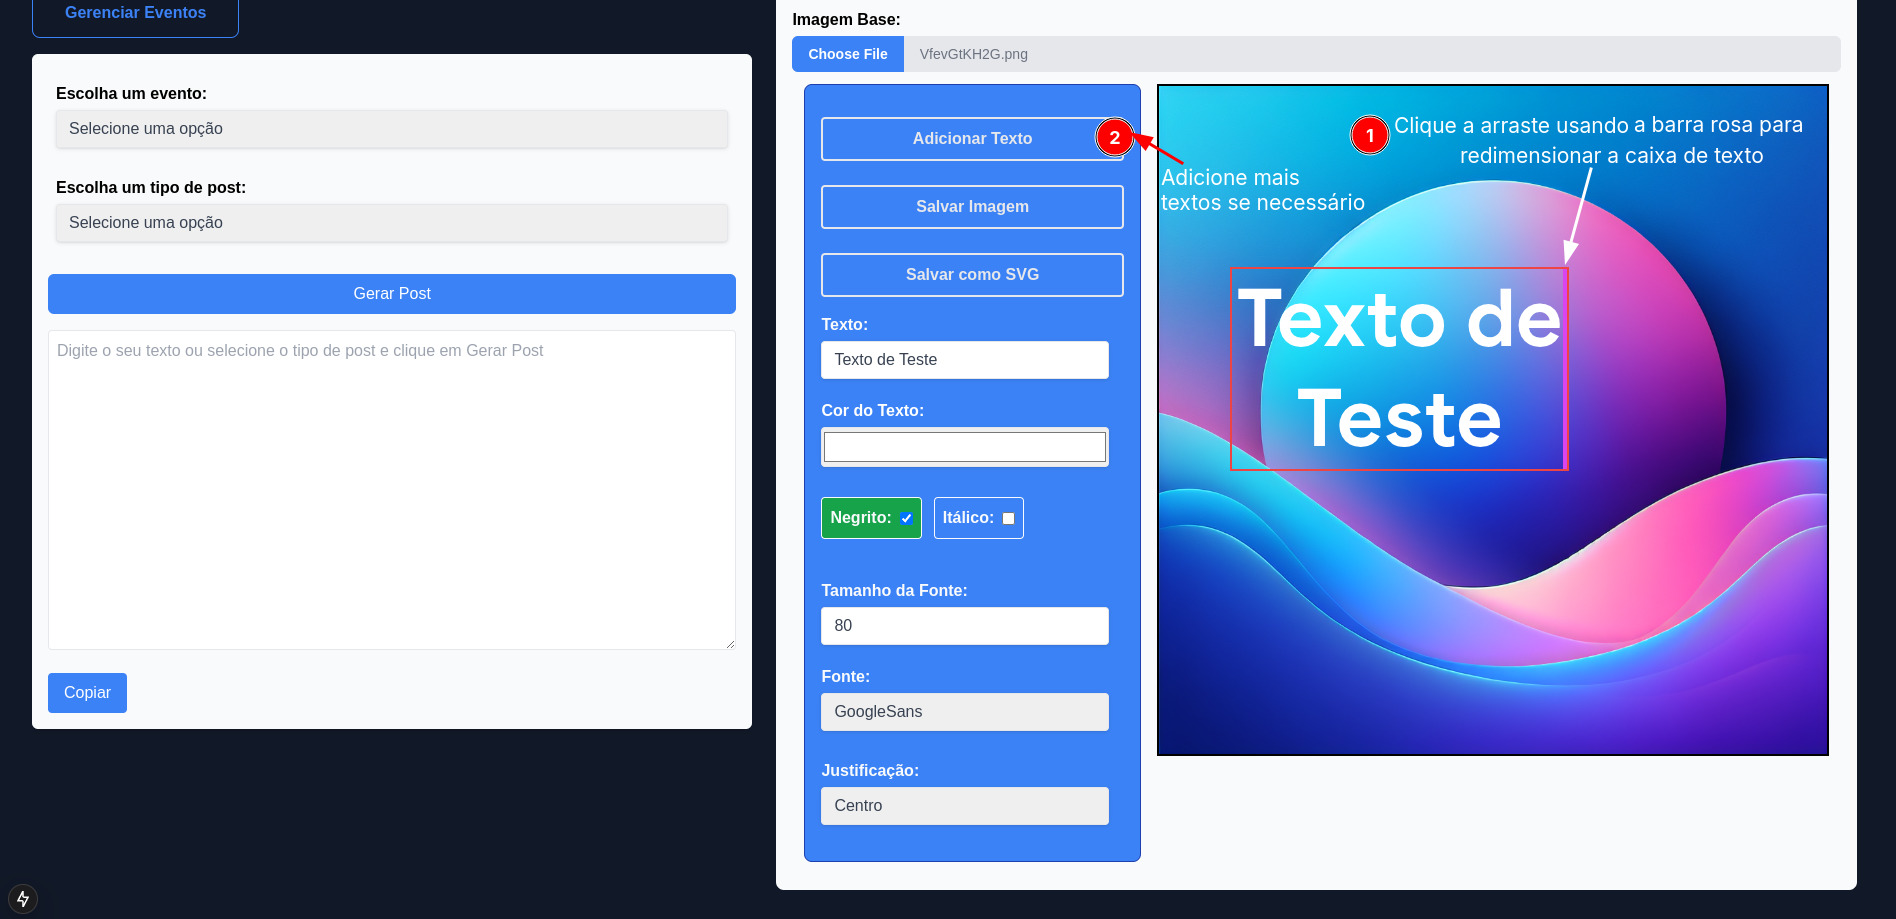 Gerenciar Eventos
Escolha um evento:
Selecione uma opção
Escolha um tipo de post:
Selecione uma opção
Gerar Post
Digite o seu texto ou selecione o tipo de post e clique em Gerar Post
Copiar
Imagem Base:
Choose File VfevGtKH2G.png
Adicionar Texto
Salvar Imagem
Salvar como SVG
Texto:
Texto de Teste
Cor do Texto:
Negrito: Itálico:
Tamanho da Fonte:
80
Fonte:
GoogleSans
Justificação:
Centro
1 Clique a arraste usando a barra rosa para
redimensionar a caixa de texto
2
Adicione mais
textos se necessário
Texto de
Teste